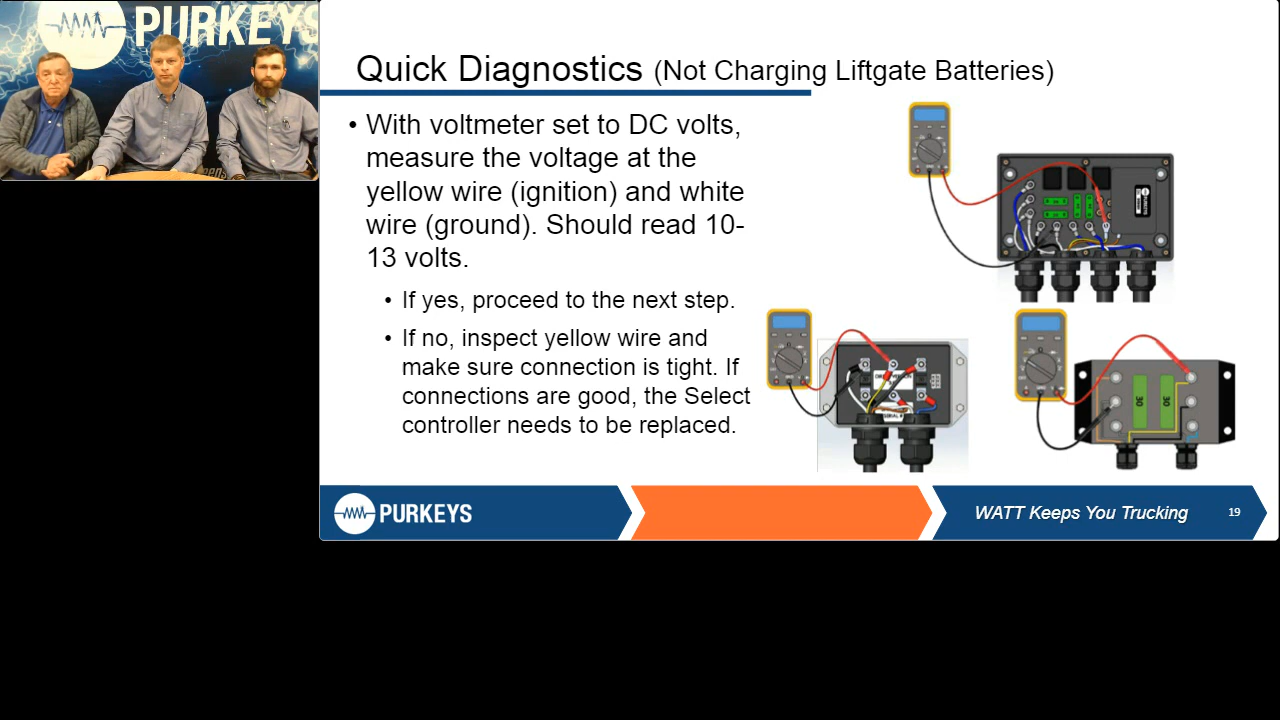 PURKEYS
Quick Diagnostics (Not Charging Liftgate Batteries)
• With voltmeter set to DC volts,
measure the voltage at the
yellow wire (ignition) and white
wire (ground). Should read 10-
13 volts.
• If yes, proceed to the next step.
• If no, inspect yellow wire and
make sure connection is tight. If
connections are good, the Select
controller needs to be replaced.
30
30
PURKEYS
WATT Keeps You Trucking
19